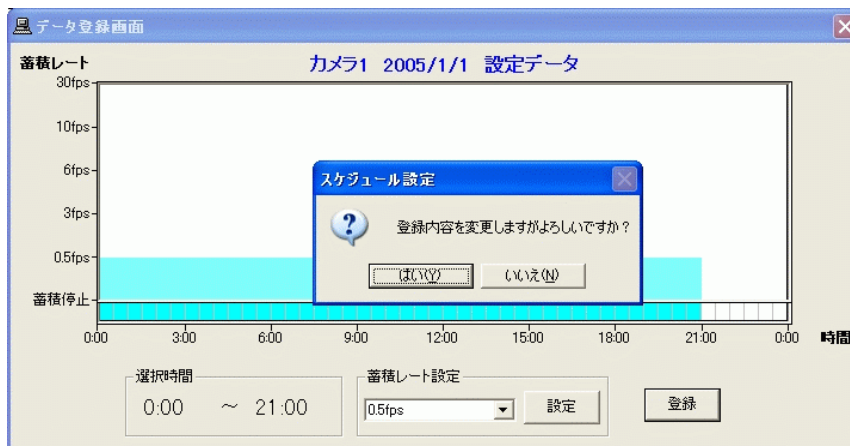 データ登録画面
蓄積レート
カメラ1 2005/1/1 設定データ
30fps
10fps
6fps
3fps
0.5fps
蓄積停止
スケジュール設定
登録内容を変更しますがよろしいですか？
はい(Y)
いいえ(N)
0:00 3:00 6:00 9:00 12:00 15:00 18:00 21:00 0:00 時間
選択時間
0:00 ～ 21:00
蓄積レート設定
0.5fps
設定
登録